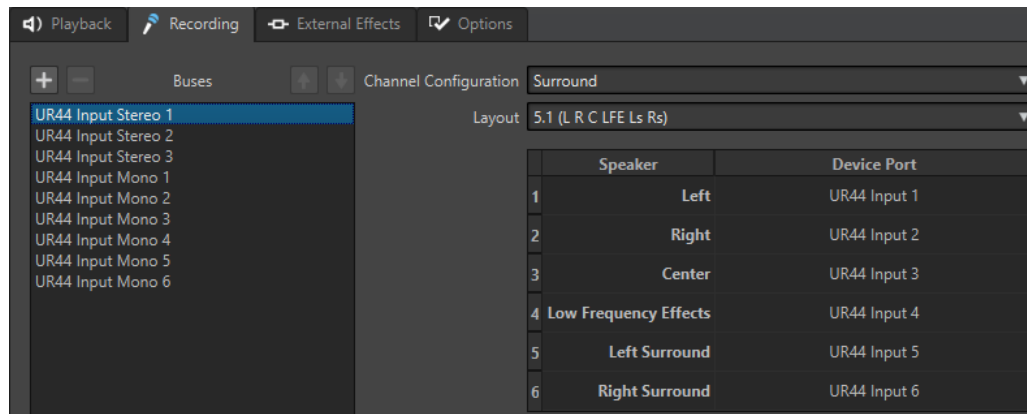 Playback Recording External Effects Options
Buses Channel Configuration Surround
Layout 5.1 (L R C LFE Ls Rs)
UR44 Input Stereo 1
UR44 Input Stereo 2
UR44 Input Stereo 3
UR44 Input Mono 1
UR44 Input Mono 2
UR44 Input Mono 3
UR44 Input Mono 4
UR44 Input Mono 5
UR44 Input Mono 6
Speaker Device Port
1 Left UR44 Input 1
2 Right UR44 Input 2
3 Center UR44 Input 3
4 Low Frequency Effects UR44 Input 4
5 Left Surround UR44 Input 5
6 Right Surround UR44 Input 6